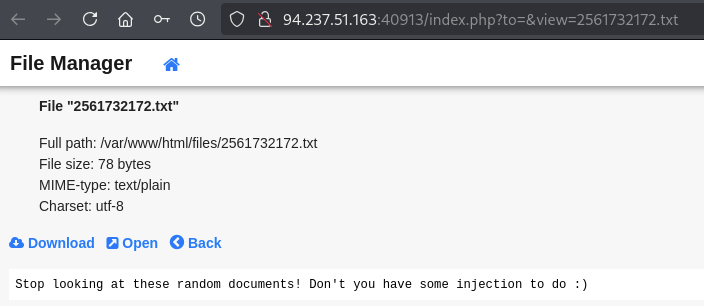 94.237.51.163:40913/index.php?to=&view=2561732172.txt
File Manager
File "2561732172.txt"
Full path: /var/www/html/files/2561732172.txt
File size: 78 bytes
MIME-type: text/plain
Charset: utf-8
Download Open Back
Stop looking at these random documents! Don't you have some injection to do :)